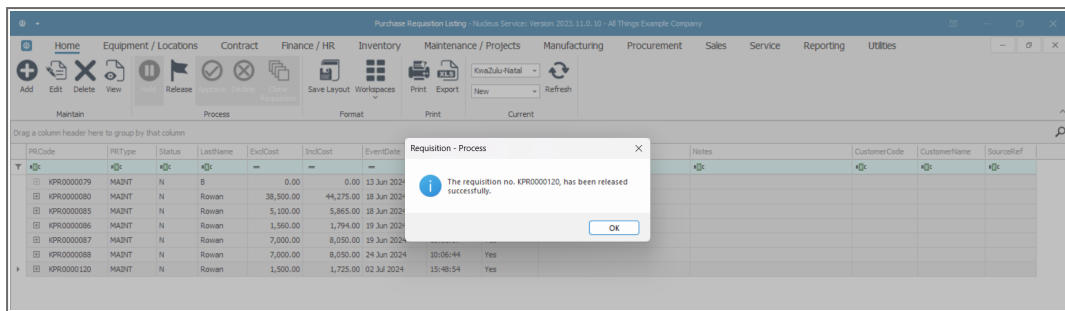 Purchase Requisition Listing - Nucleus Service: Version 2023.11.0.10 - All Things Example Company
Home Equipment / Locations Contract Finance / HR Inventory Maintenance / Projects Manufacturing Procurement Sales Service Reporting Utilities
Add Edit Delete View Hold Release Approve Decline Clone Requisition Save Layout Workspaces Print Export XLS KwaZulu-Natal New Refresh
Maintain Process Format Print Current
Drag a column header here to group by that column
PRCode PRType Status LastName ExclCost InclCost EventDate Notes CustomerCode CustomerName SourceRef
KPR0000079 MAINT N B 0.00 0.00 13 Jun 2024
KPR0000080 MAINT N Rowan 38,500.00 44,275.00 18 Jun 2024
KPR0000085 MAINT N Rowan 5,100.00 5,865.00 18 Jun 2024
KPR0000086 MAINT N Rowan 1,560.00 1,794.00 19 Jun 2024
KPR0000087 MAINT N Rowan 7,000.00 8,050.00 19 Jun 2024
KPR0000088 MAINT N Rowan 7,000.00 8,050.00 24 Jun 2024 10:06:44 Yes
KPR0000120 MAINT N Rowan 1,500.00 1,725.00 02 Jul 2024 15:48:54 Yes
Requisition - Process
The requisition no. KPR0000120, has been released
successfully.
OK